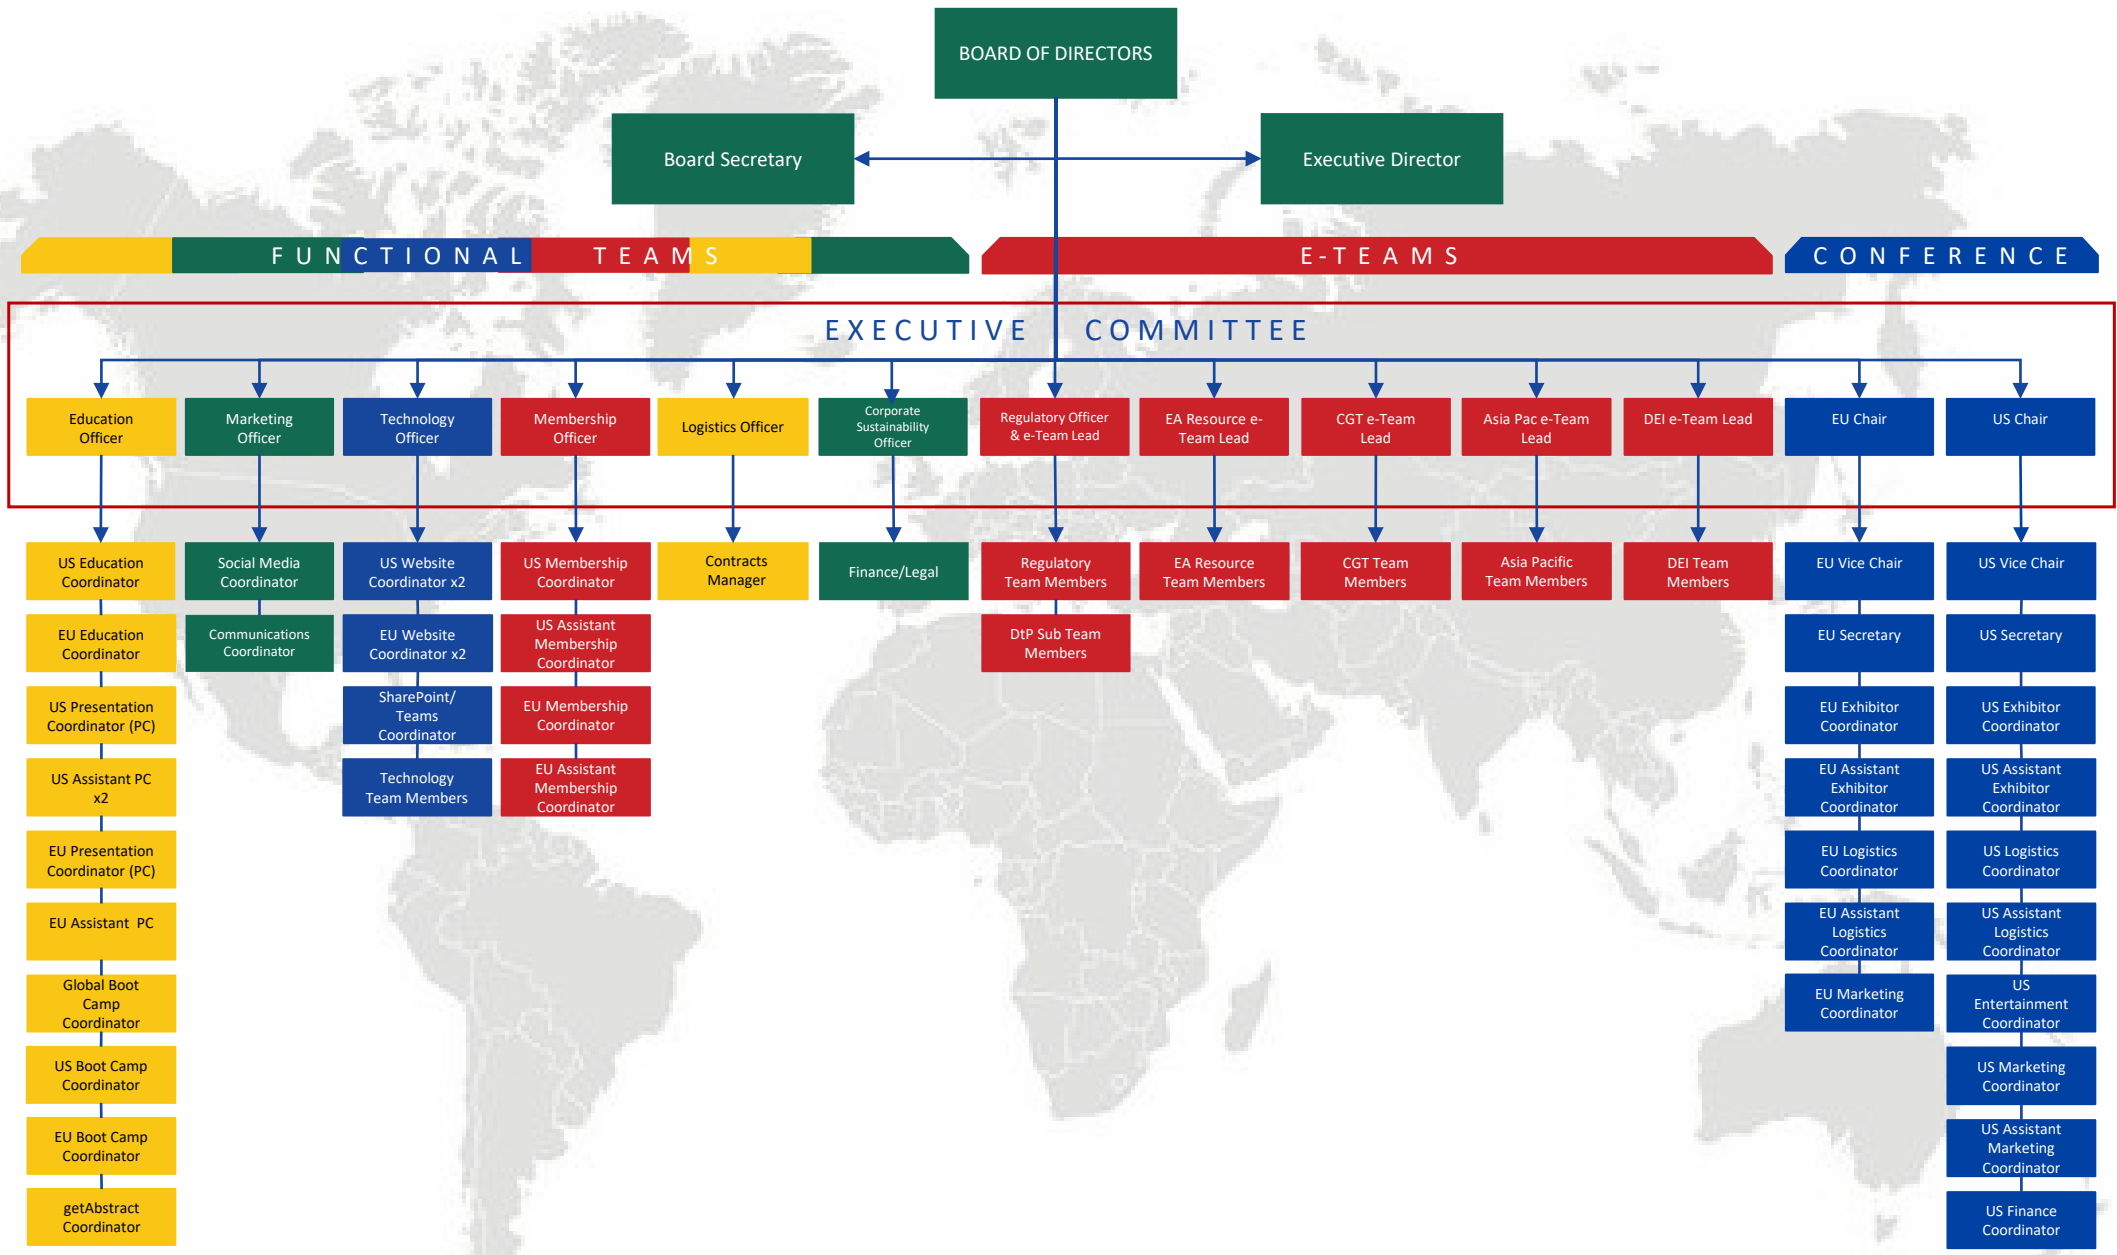 BOARD OF DIRECTORS
Board Secretary
Executive Director
FUNCTIONAL TEAMS
E-TEAMS
CONFERENCE
EXECUTIVE COMMITTEE
Education
Officer
Marketing
Officer
Technology
Officer
Membership
Officer
Logistics Officer
Corporate
Sustainability
Officer
Regulatory Officer
& e-Team Lead
EA Resource e-
Team Lead
CGT e-Team
Lead
Asia Pac e-Team
Lead
DEI e-Team Lead
EU Chair
US Chair
US Education
Coordinator
Social Media
Coordinator
US Website
Coordinator x2
US Membership
Coordinator
Contracts
Manager
Finance/Legal
Regulatory
Team Members
EA Resource
Team Members
CGT Team
Members
Asia Pacific
Team Members
DEI Team
Members
EU Vice Chair
US Vice Chair
EU Education
Coordinator
Communications
Coordinator
EU Website
Coordinator x2
US Assistant
Membership
Coordinator
DtP Sub Team
Members
EU Secretary
US Secretary
US Presentation
Coordinator (PC)
SharePoint/
Teams
Coordinator
EU Membership
Coordinator
EU Exhibitor
Coordinator
US Exhibitor
Coordinator
US Assistant PC
x2
Technology
Team Members
EU Assistant
Membership
Coordinator
EU Assistant
Exhibitor
Coordinator
US Assistant
Exhibitor
Coordinator
EU Presentation
Coordinator (PC)
EU Logistics
Coordinator
US Logistics
Coordinator
EU Assistant PC
EU Assistant
Logistics
Coordinator
US Assistant
Logistics
Coordinator
Global Boot
Camp
Coordinator
EU Marketing
Coordinator
US
Entertainment
Coordinator
US Boot Camp
Coordinator
US Marketing
Coordinator
EU Boot Camp
Coordinator
US Assistant
Marketing
Coordinator
getAbstract
Coordinator
US Finance
Coordinator